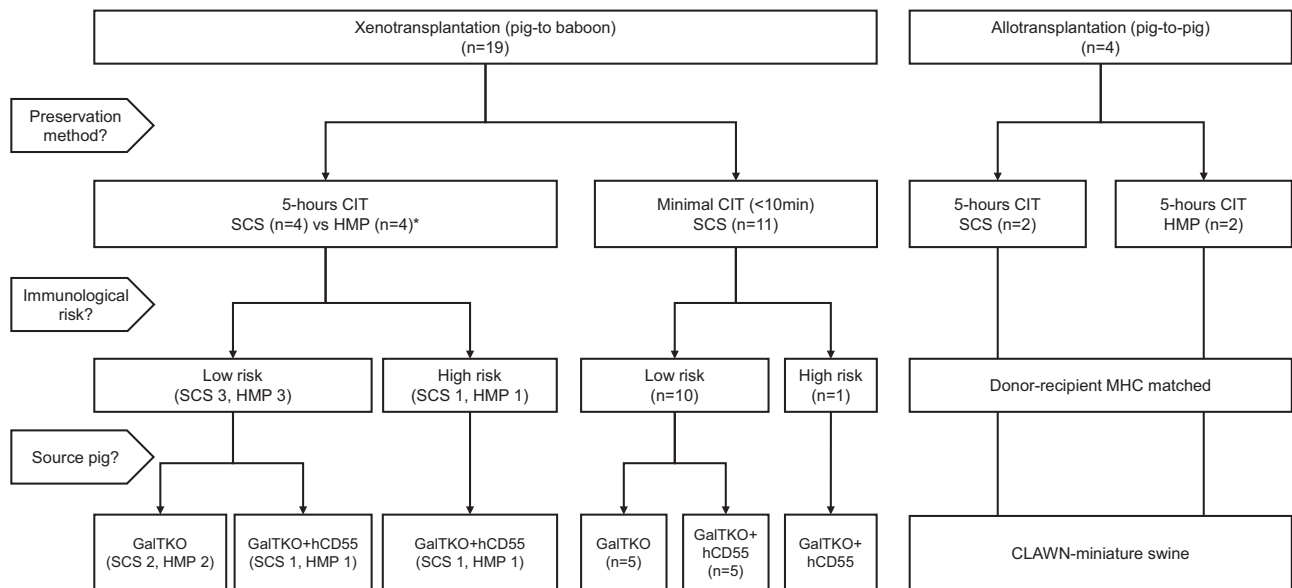 Xenotransplantation (pig-to baboon)
(n=19)
Allotransplantation (pig-to-pig)
(n=4)
Preservation
method?
5-hours CIT
SCS (n=4) vs HMP (n=4)*
Minimal CIT (<10min)
SCS (n=11)
5-hours CIT
SCS (n=2)
5-hours CIT
HMP (n=2)
Immunological
risk?
Low risk
(SCS 3, HMP 3)
High risk
(SCS 1, HMP 1)
Low risk
(n=10)
High risk
(n=1)
Donor-recipient MHC matched
Source pig?
GalTKO
(SCS 2, HMP 2)
GalTKO+hCD55
(SCS 1, HMP 1)
GalTKO+hCD55
(SCS 1, HMP 1)
GalTKO
(n=5)
GalTKO+
hCD55
(n=5)
GalTKO+
hCD55
CLAWN-miniature swine